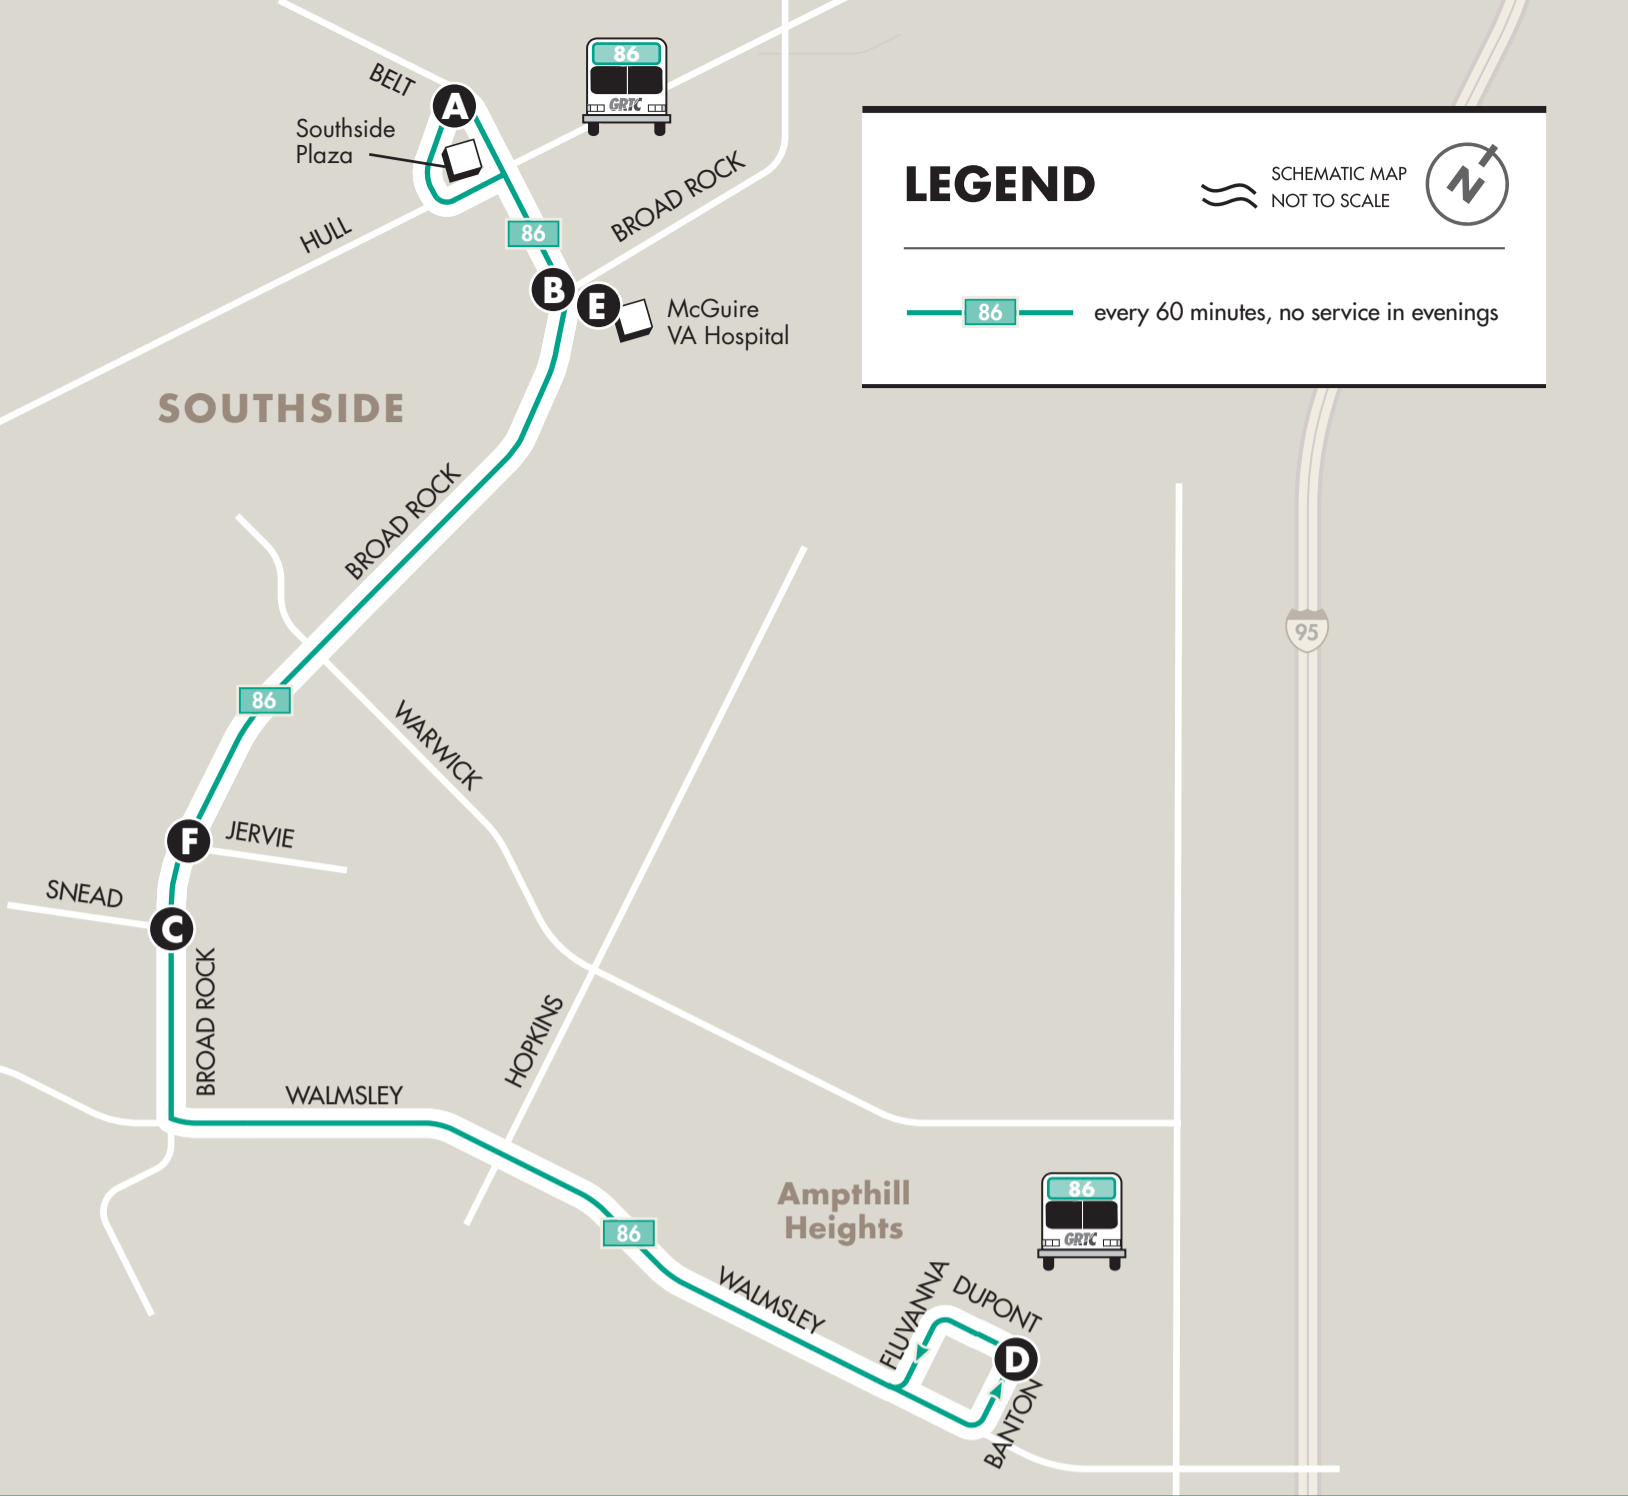 BELT
A
Southside
Plaza
86
GRTC
HULL
86
BROAD ROCK
B
E
McGuire
VA Hospital
LEGEND
SCHEMATIC MAP
NOT TO SCALE
N
86
every 60 minutes, no service in evenings
SOUTHSIDE
BROAD ROCK
95
86
WARWICK
F
JERVIE
SNEAD
C
BROAD ROCK
HOPKINS
WALMSLEY
Ampthill
Heights
86
GRTC
86
WALMSLEY
FLUVANNA
DUPONT
D
BANTON